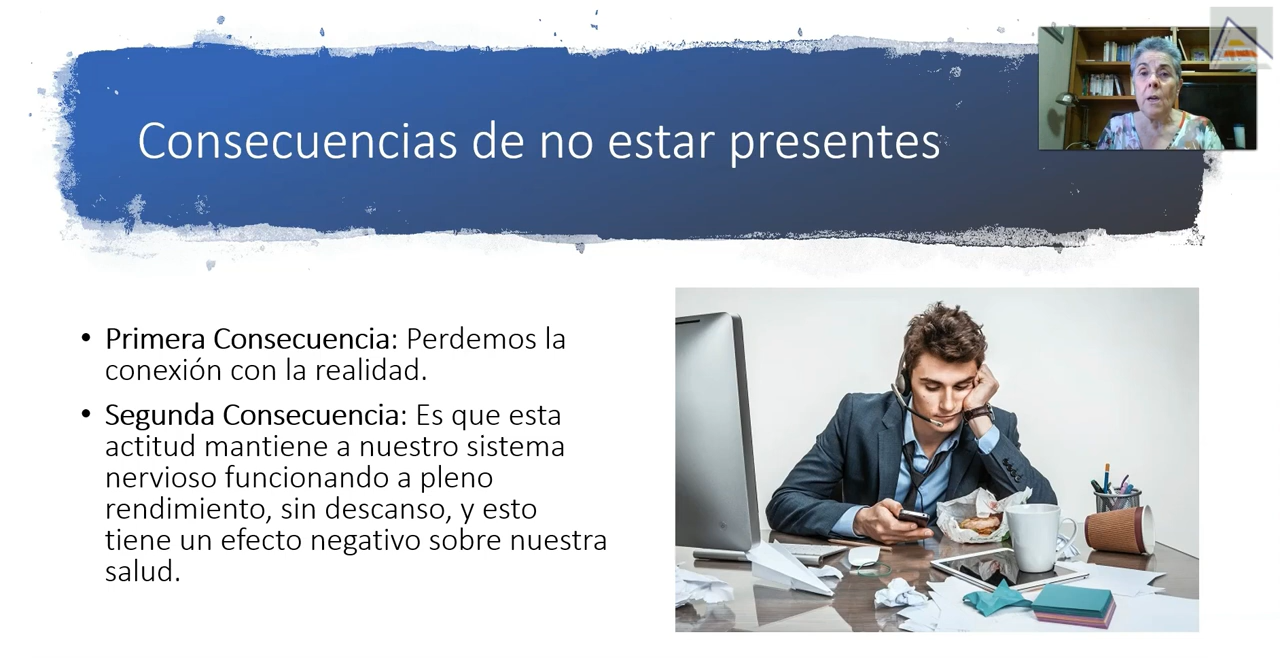 Consecuencias de no estar presentes
• Primera Consecuencia: Perdemos la
conexión con la realidad.
• Segunda Consecuencia: Es que esta
actitud mantiene a nuestro sistema
nervioso funcionando a pleno
rendimiento, sin descanso, y esto
tiene un efecto negativo sobre nuestra
salud.